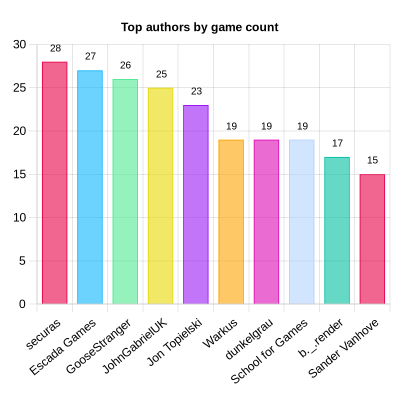 Top authors by game count
30
25
20
15
10
5
0
28
27
26
25
23
19
19
19
17
15
securas
Escada Games
GooseStranger
JohnGabrielUK
Jon Topielski
Warkus
dunkelgrau
School for Games
b._.render
Sander Vanhove